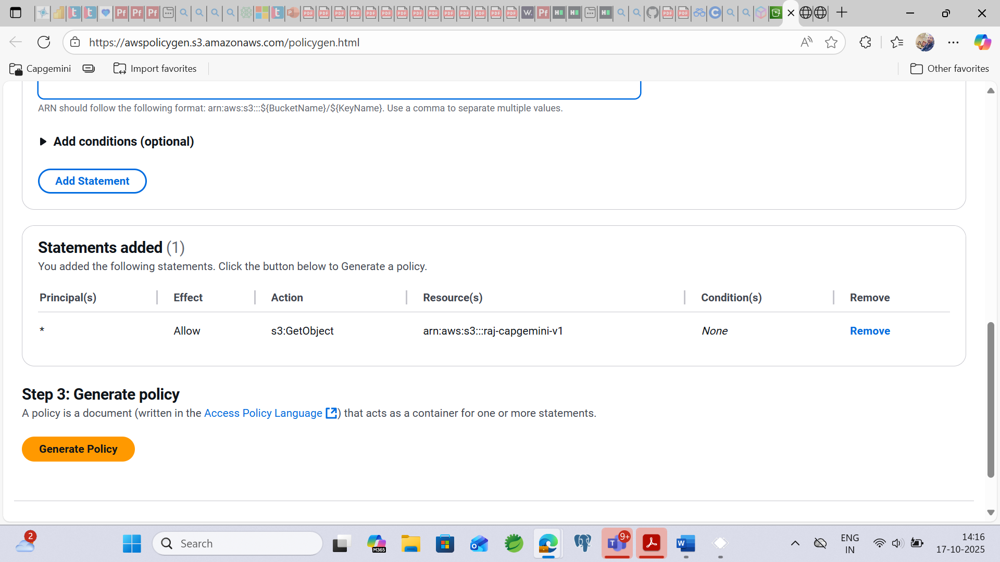 https://awspolicygen.s3.amazonaws.com/policygen.html
Capgemini
Import favorites
Other favorites
ARN should follow the following format: arn:aws:s3:::${BucketName}/${KeyName}. Use a comma to separate multiple values.
Add conditions (optional)
Add Statement
Statements added (1)
You added the following statements. Click the button below to Generate a policy.
Principal(s) Effect Action Resource(s) Condition(s) Remove
* Allow s3:GetObject arn:aws:s3:::raj-capgemini-v1 None Remove
Step 3: Generate policy
A policy is a document (written in the Access Policy Language ) that acts as a container for one or more statements.
Generate Policy
2
Search
M365
9+
ENG
IN
14:16
17-10-2025